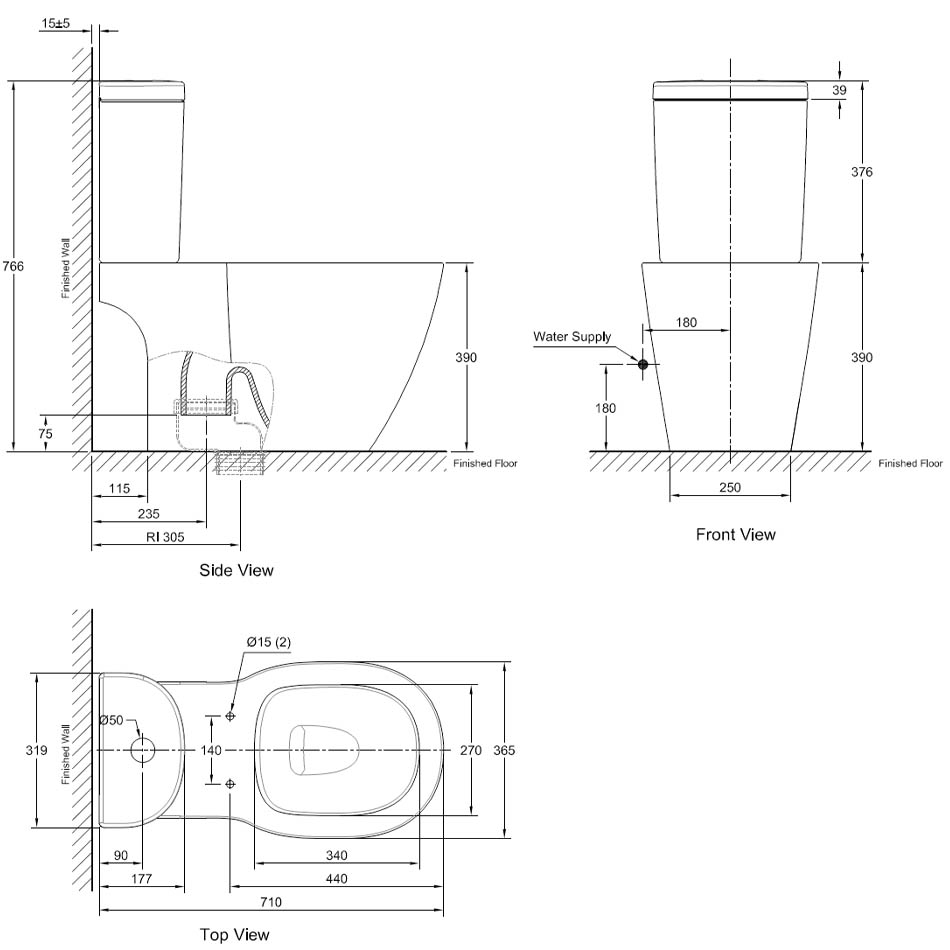 15±5
766
Finished Wall
75
390
Finished Floor
115
235
RI 305
Side View
39
376
180
Water Supply
390
180
Finished Floor
250
Front View
Ø15 (2)
Ø50
319
Finished Wall
140
270
365
90
340
177
440
710
Top View